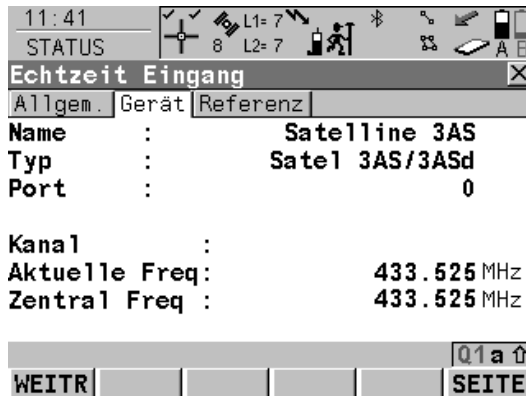 11:41
STATUS
8 L1= 7
L2= 7
A B
Echtzeit Eingang
Allgem. Gerät Referenz
Name : Satelline 3AS
Typ : Satel 3AS/3ASd
Port : 0
Kanal :
Aktuelle Freq: 433.525 MHz
Zentral Freq : 433.525 MHz
Q1 a
WEITR SEITE